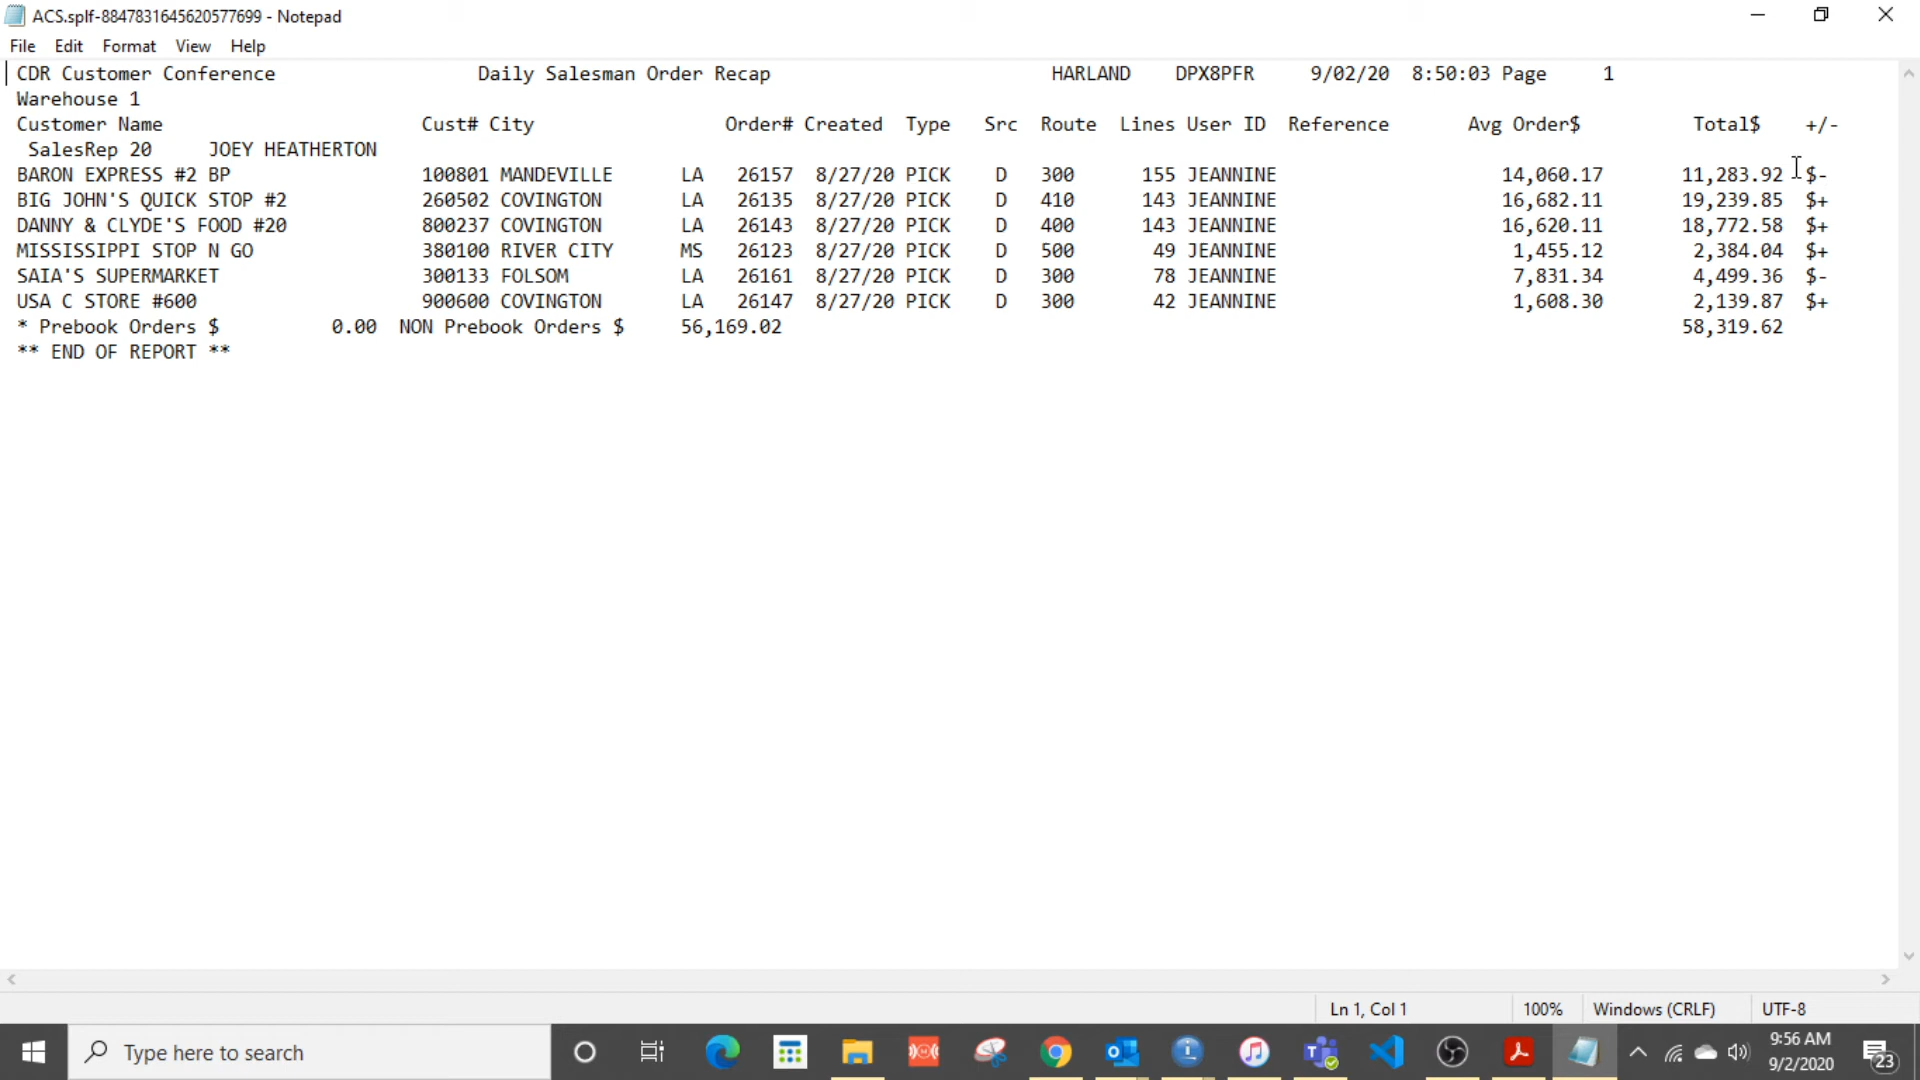 ACS.splf-8847831645620577699 - Notepad
File Edit Format View Help
CDR Customer Conference Daily Salesman Order Recap HARLAND DPX8PFR 9/02/20 8:50:03 Page 1
Warehouse 1
Customer Name Cust# City Order# Created Type Src Route Lines User ID Reference Avg Order$ Total$ +/-
SalesRep 20 JOEY HEATHERTON
BARON EXPRESS #2 BP 100801 MANDEVILLE LA 26157 8/27/20 PICK D 300 155 JEANNINE 14,060.17 11,283.92 $-
BIG JOHN'S QUICK STOP #2 260502 COVINGTON LA 26135 8/27/20 PICK D 410 143 JEANNINE 16,682.11 19,239.85 $+
DANNY & CLYDE'S FOOD #20 800237 COVINGTON LA 26143 8/27/20 PICK D 400 143 JEANNINE 16,620.11 18,772.58 $+
MISSISSIPPI STOP N GO 380100 RIVER CITY MS 26123 8/27/20 PICK D 500 49 JEANNINE 1,455.12 2,384.04 $+
SAIA'S SUPERMARKET 300133 FOLSOM LA 26161 8/27/20 PICK D 300 78 JEANNINE 7,831.34 4,499.36 $-
USA C STORE #600 900600 COVINGTON LA 26147 8/27/20 PICK D 300 42 JEANNINE 1,608.30 2,139.87 $+
* Prebook Orders $ 0.00 NON Prebook Orders $ 56,169.02 58,319.62
** END OF REPORT **
Ln 1, Col 1 100% Windows (CRLF) UTF-8
Type here to search
9:56 AM
9/2/2020
23